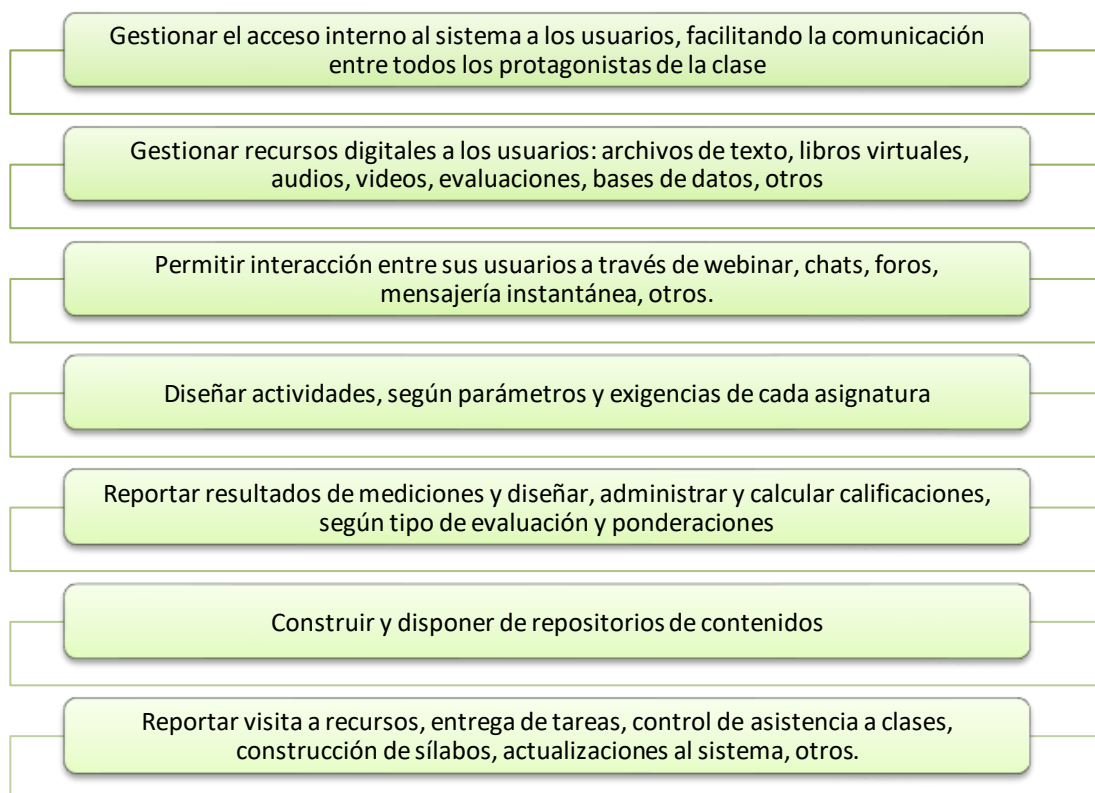 Gestionar el acceso interno al sistema a los usuarios, facilitando la comunicación
entre todos los protagonistas de la clase
Gestionar recursos digitales a los usuarios: archivos de texto, libros virtuales,
audios, videos, evaluaciones, bases de datos, otros
Permitir interacción entre sus usuarios a través de webinar, chats, foros,
mensajería instantánea, otros.
Diseñar actividades, según parámetros y exigencias de cada asignatura
Reportar resultados de mediciones y diseñar, administrar y calcular calificaciones,
según tipo de evaluación y ponderaciones
Construir y disponer de repositorios de contenidos
Reportar visita a recursos, entrega de tareas, control de asistencia a clases,
construcción de sílabos, actualizaciones al sistema, otros.